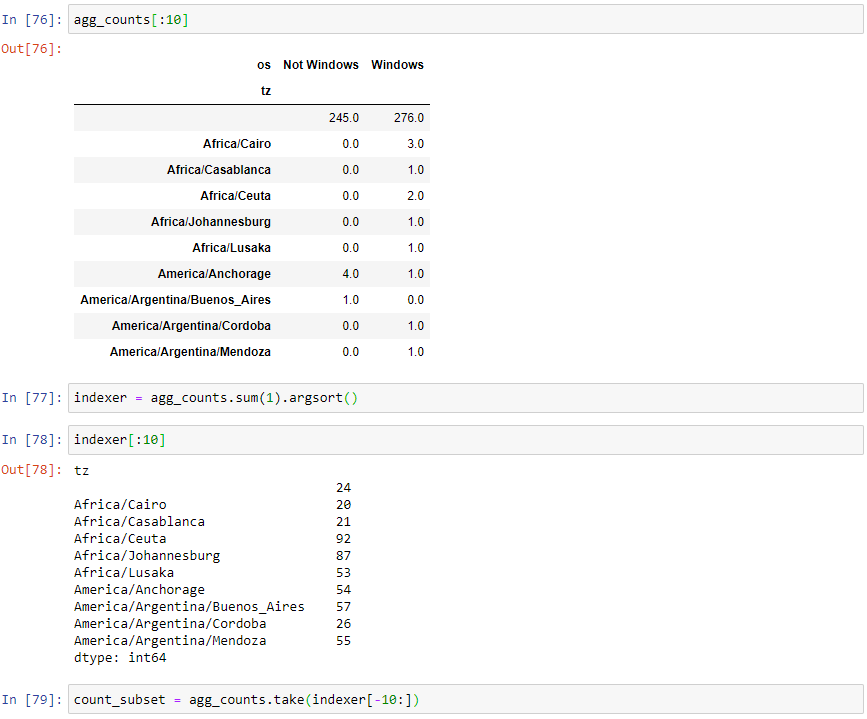 In [76]: agg_counts[:10]
Out[76]:
os Not Windows Windows
tz
245.0 276.0
Africa/Cairo 0.0 3.0
Africa/Casablanca 0.0 1.0
Africa/Ceuta 0.0 2.0
Africa/Johannesburg 0.0 1.0
Africa/Lusaka 0.0 1.0
America/Anchorage 4.0 1.0
America/Argentina/Buenos_Aires 1.0 0.0
America/Argentina/Cordoba 0.0 1.0
America/Argentina/Mendoza 0.0 1.0
In [77]: indexer = agg_counts.sum(1).argsort()
In [78]: indexer[:10]
Out[78]: tz
24
Africa/Cairo 20
Africa/Casablanca 21
Africa/Ceuta 92
Africa/Johannesburg 87
Africa/Lusaka 53
America/Anchorage 54
America/Argentina/Buenos_Aires 57
America/Argentina/Cordoba 26
America/Argentina/Mendoza 55
dtype: int64
In [79]: count_subset = agg_counts.take(indexer[-10:])